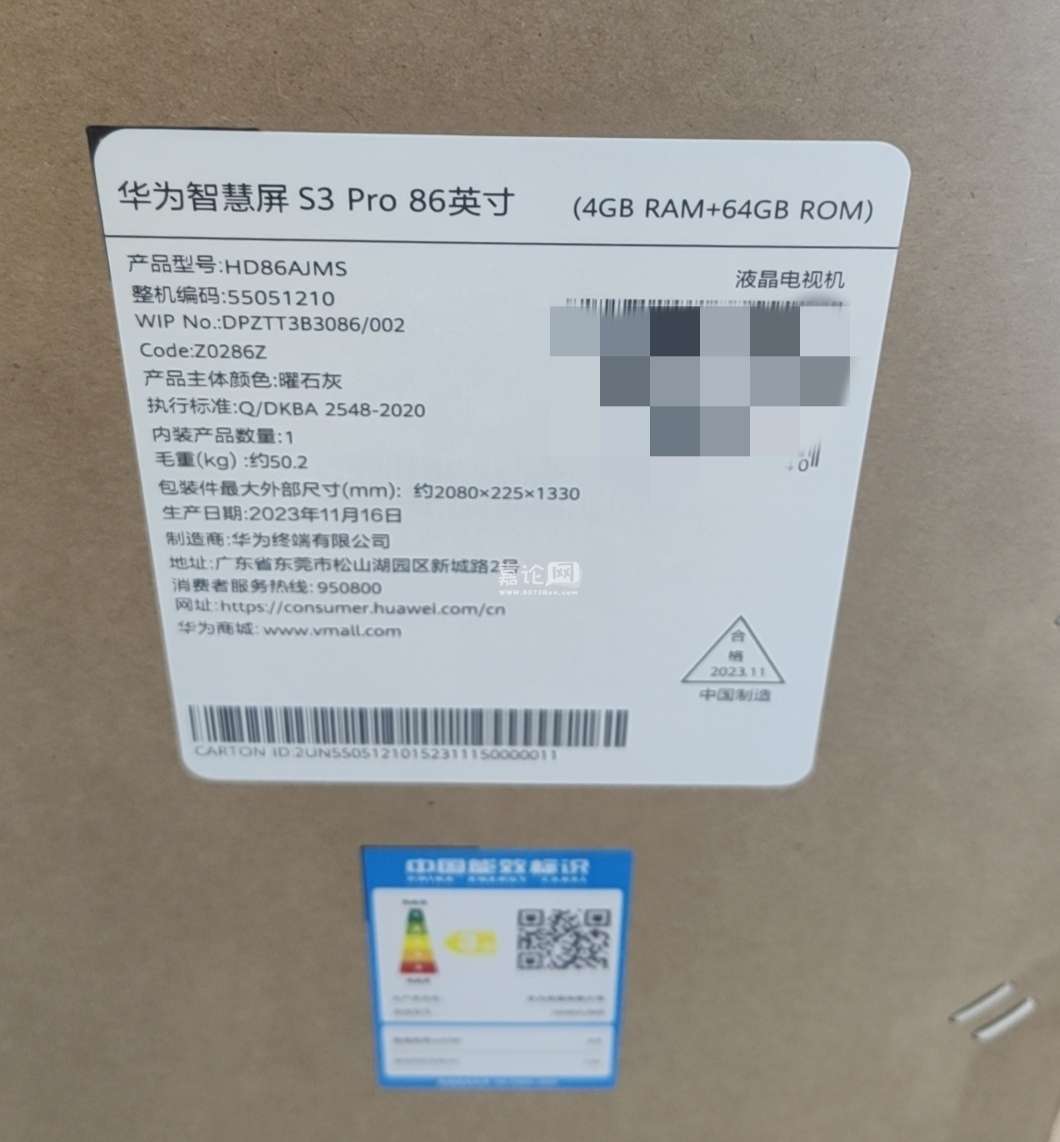 华为智慧屏 S3 Pro 86英寸 (4GB RAM+64GB ROM)
产品型号:HD86AJMS
液晶电视机
整机编码:55051210
WIP No.:DPZTT3B3086/002
Code:Z0286Z
产品主体颜色:曜石灰
执行标准:Q/DKBA 2548-2020
内装产品数量:1
毛重(kg) :约50.2
包装件最大外部尺寸(mm): 约2080×225×1330
生产日期:2023年11月16日
制造商:华为终端有限公司
地址:广东省东莞市松山湖园区新城路2号
嘉论网
消费者服务热线: 950800
网址:https://consumer.huawei.com/cn
华为商城: www.vmall.com
合
格
2023.11
中国制造
CARTON ID:2UN55051210152311150000011
中国能效标识